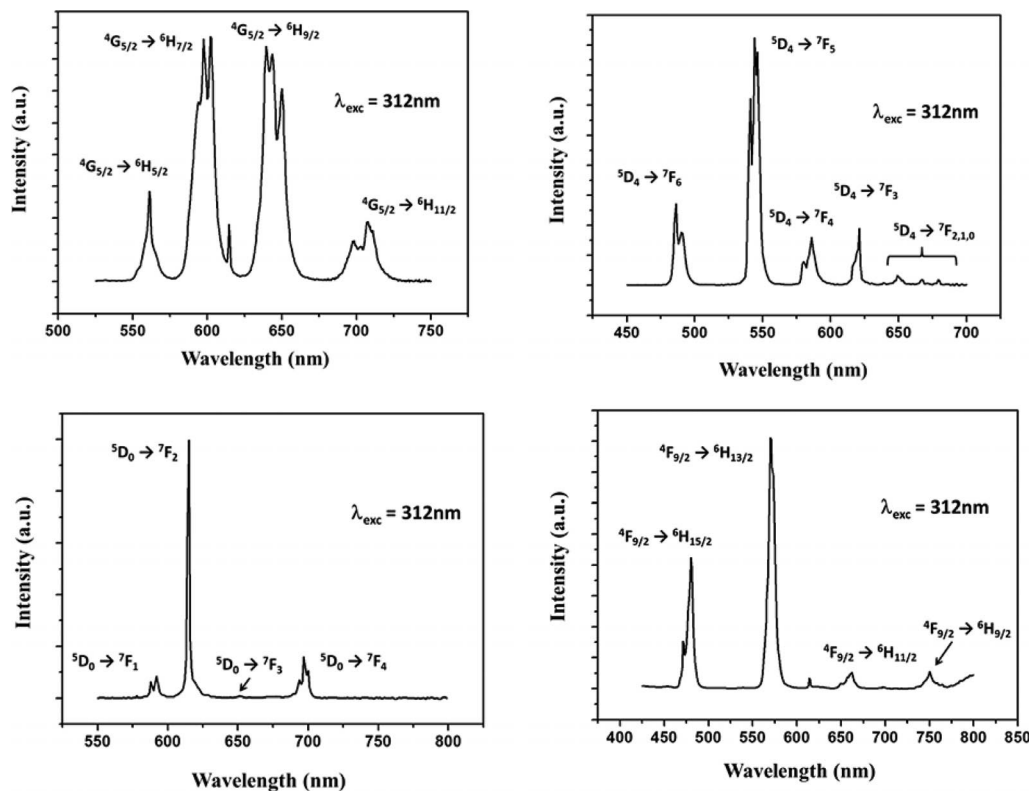 ⁴G₅/₂ → ⁶H₇/₂
⁴G₅/₂ → ⁶H₉/₂
λexc = 312nm
⁴G₅/₂ → ⁶H₅/₂
⁴G₅/₂ → ⁶H₁₁/₂
Intensity (a.u.)
500 550 600 650 700 750
Wavelength (nm)
⁵D₄ → ⁷F₅
λexc = 312nm
⁵D₄ → ⁷F₆
⁵D₄ → ⁷F₃
⁵D₄ → ⁷F₄
⁵D₄ → ⁷F₂,₁,₀
Intensity (a.u.)
450 500 550 600 650 700
Wavelength (nm)
⁵D₀ → ⁷F₂
λexc = 312nm
⁵D₀ → ⁷F₁
⁵D₀ → ⁷F₃
⁵D₀ → ⁷F₄
Intensity (a.u.)
550 600 650 700 750 800
Wavelength (nm)
⁴F₉/₂ → ⁶H₁₃/₂
λexc = 312nm
⁴F₉/₂ → ⁶H₁₅/₂
⁴F₉/₂ → ⁶H₉/₂
⁴F₉/₂ → ⁶H₁₁/₂
Intensity (a.u.)
400 450 500 550 600 650 700 750 800 850
Wavelength (nm)